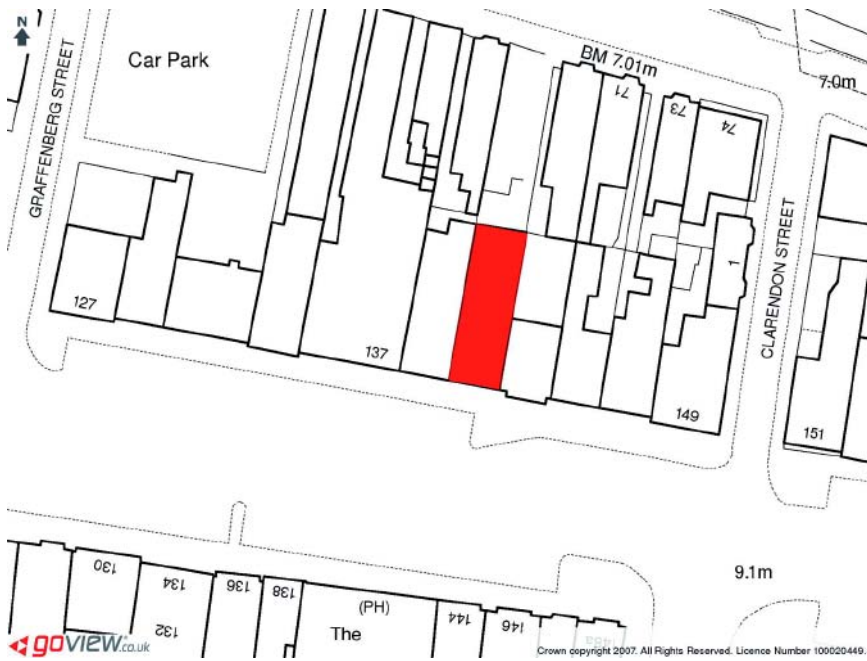 N
Car Park
GRAFFENBERG STREET
BM 7.01m
71
73
74
7.0m
CLARENDON STREET
1
127
137
149
151
130
134
132
136
138
(PH)
The
144
146
9.1m
goview.co.uk
Crown copyright 2007. All Rights Reserved. Licence Number 100020449.